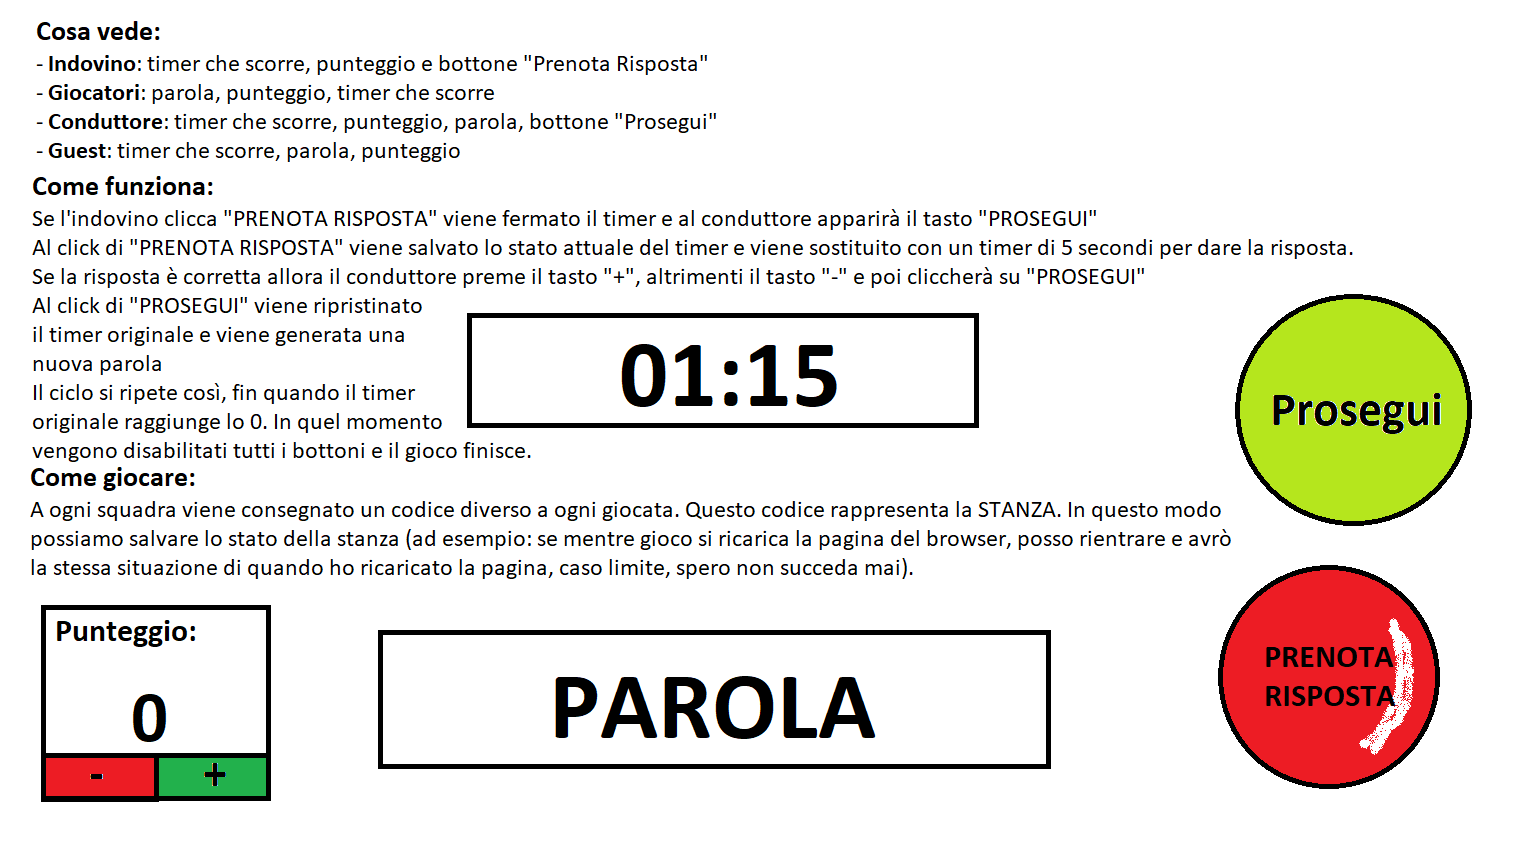 Cosa vede:
- Indovino: timer che scorre, punteggio e bottone "Prenota Risposta"
- Giocatori: parola, punteggio, timer che scorre
- Conduttore: timer che scorre, punteggio, parola, bottone "Prosegui"
- Guest: timer che scorre, parola, punteggio
Come funziona:
Se l'indovino clicca "PRENOTA RISPOSTA" viene fermato il timer e al conduttore apparirà il tasto "PROSEGUI"
Al click di "PRENOTA RISPOSTA" viene salvato lo stato attuale del timer e viene sostituito con un timer di 5 secondi per dare la risposta.
Se la risposta è corretta allora il conduttore preme il tasto "+", altrimenti il tasto "-" e poi cliccherà su "PROSEGUI"
Al click di "PROSEGUI" viene ripristinato
il timer originale e viene generata una
nuova parola
Il ciclo si ripete così, fin quando il timer
originale raggiunge lo 0. In quel momento
vengono disabilitati tutti i bottoni e il gioco finisce.
01:15
Prosegui
Come giocare:
A ogni squadra viene consegnato un codice diverso a ogni giocata. Questo codice rappresenta la STANZA. In questo modo
possiamo salvare lo stato della stanza (ad esempio: se mentre gioco si ricarica la pagina del browser, posso rientrare e avrò
la stessa situazione di quando ho ricaricato la pagina, caso limite, spero non succeda mai).
Punteggio:
0
- +
PAROLA
PRENOTA
RISPOSTA